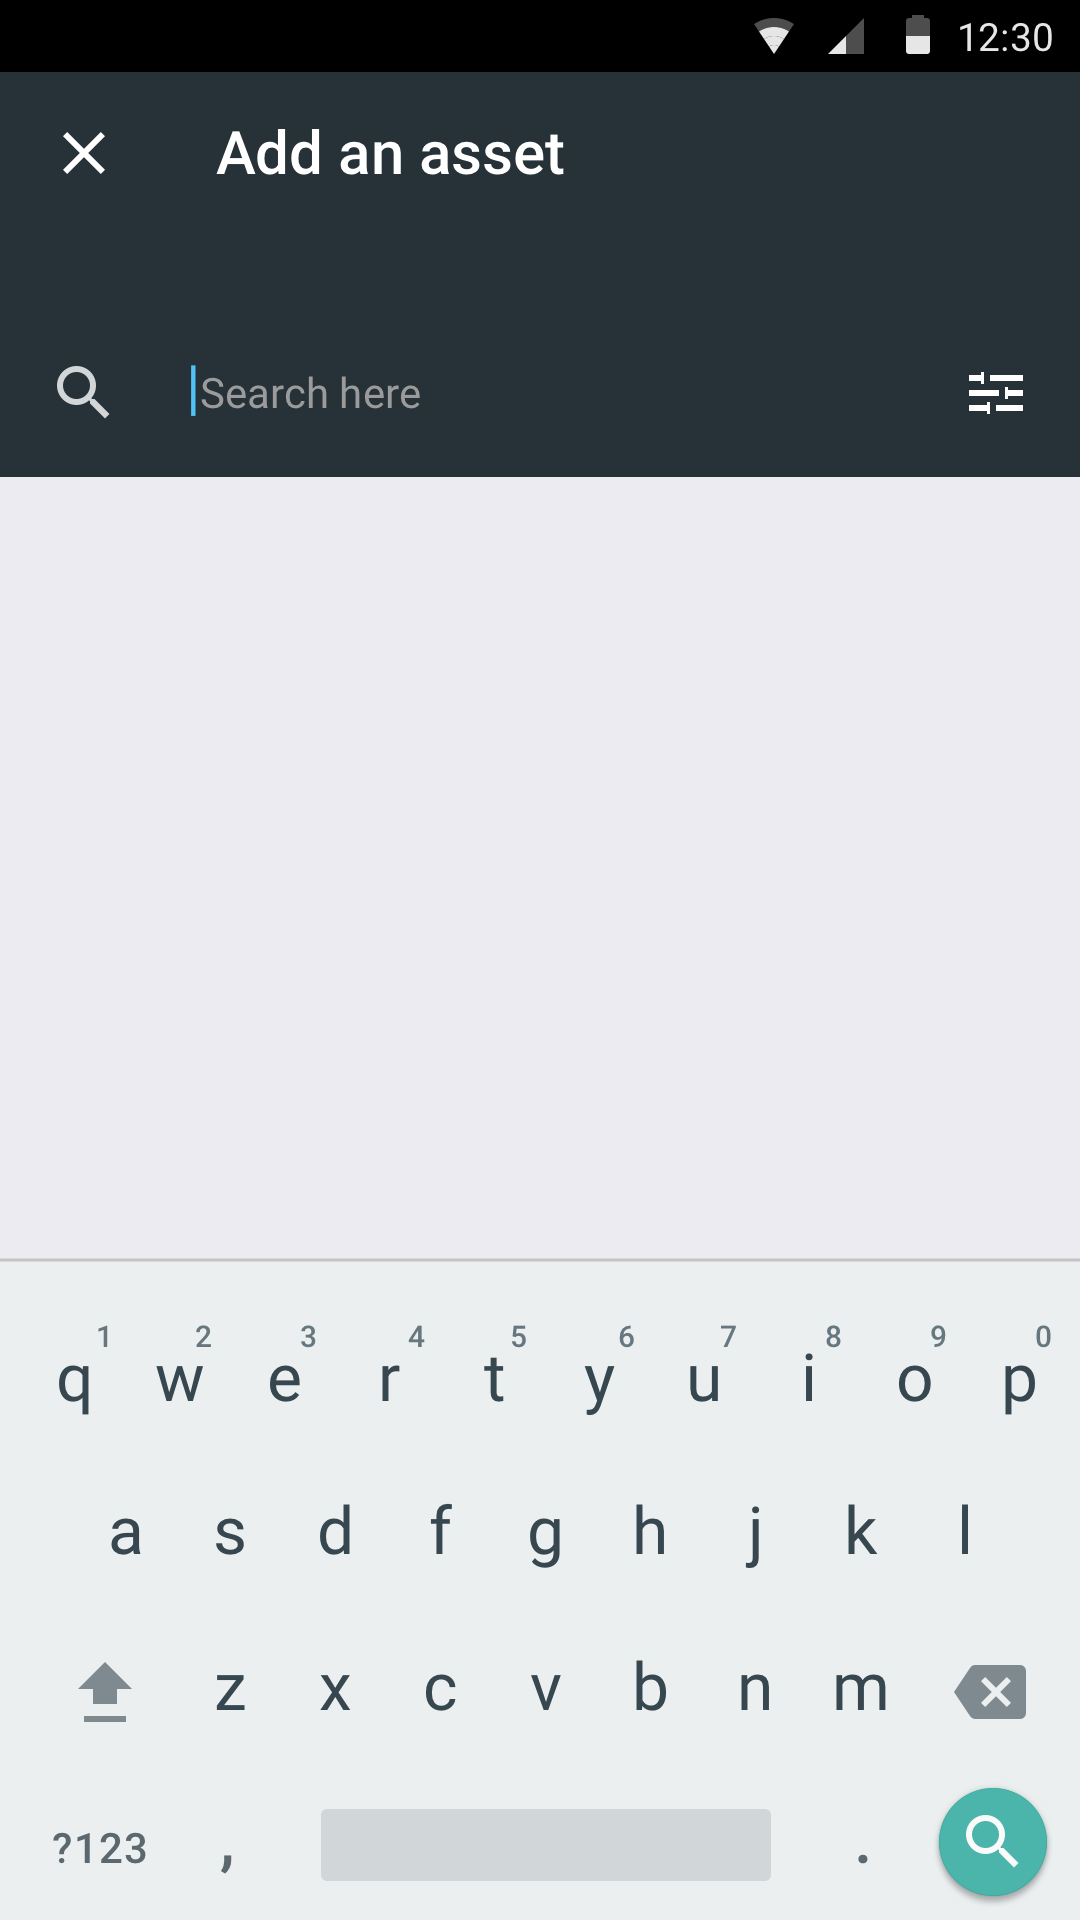 12:30
Add an asset
Search here
1 2 3 4 5 6 7 8 9 0
q w e r t y u i o p
a s d f g h j k l
z x c v b n m
?123 , .